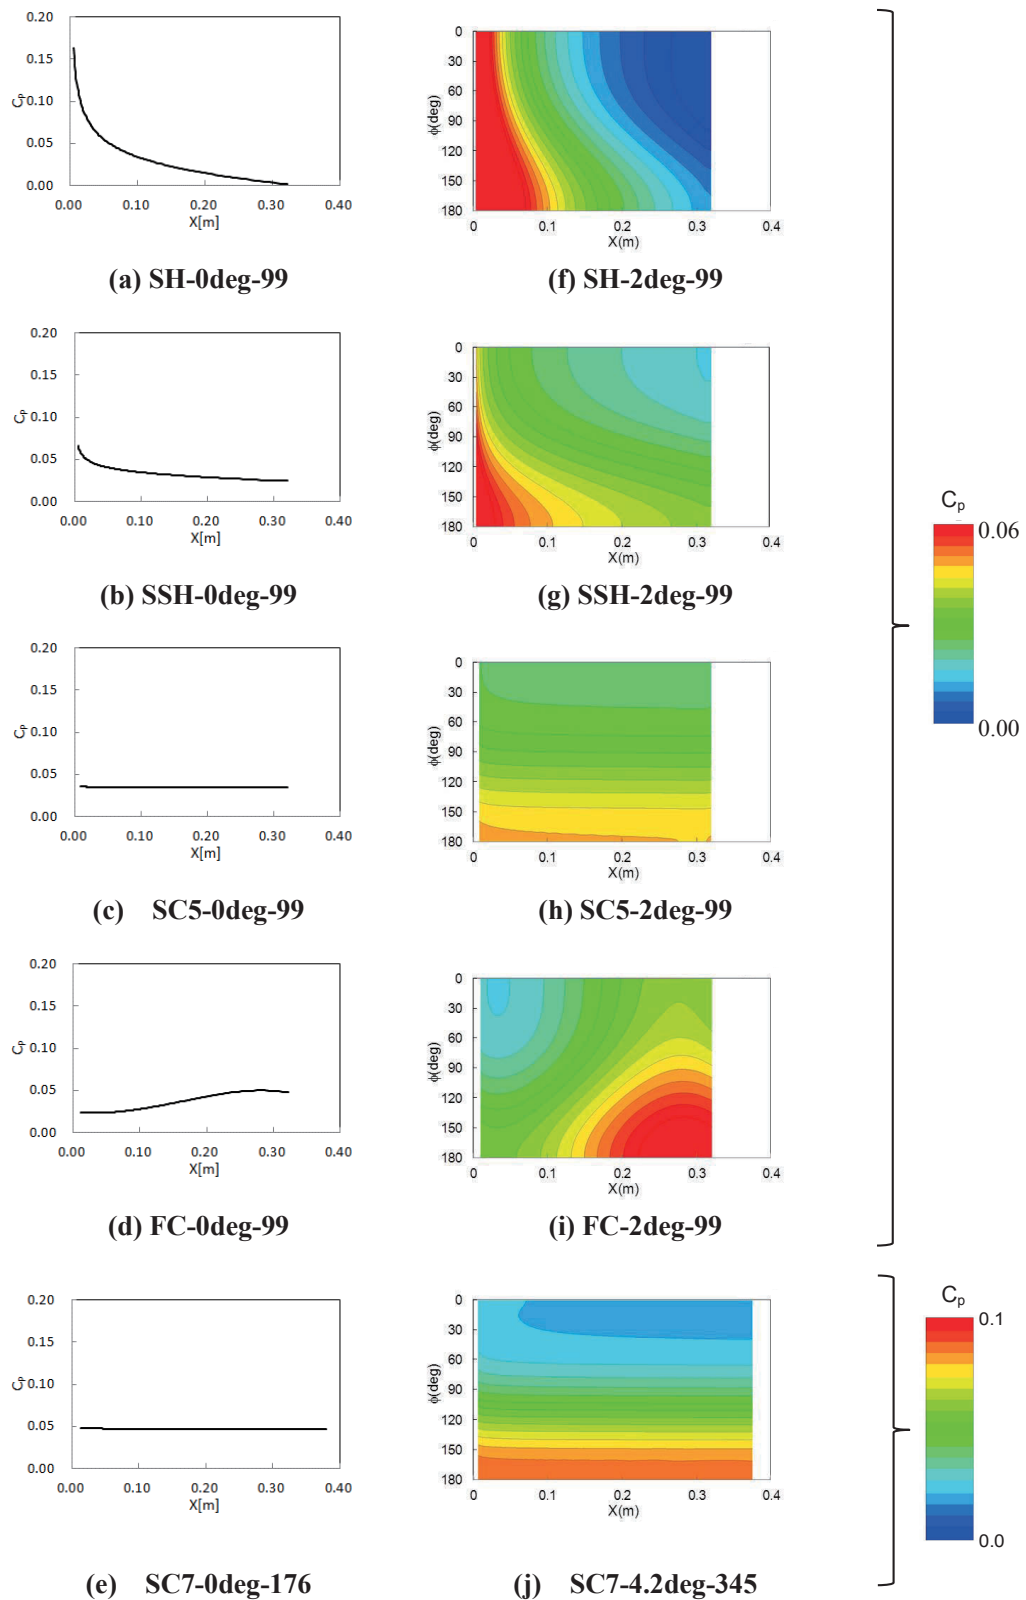 0.20
0.15
0.10
0.05
0.00
Cp
0.00 0.10 0.20 0.30 0.40
X[m]
(a) SH-0deg-99
0
30
60
90
120
150
180
ϕ(deg)
0 0.1 0.2 0.3 0.4
X(m)
(f) SH-2deg-99
0.20
0.15
0.10
0.05
0.00
Cp
0.00 0.10 0.20 0.30 0.40
X[m]
(b) SSH-0deg-99
0
30
60
90
120
150
180
ϕ(deg)
0 0.1 0.2 0.3 0.4
X(m)
(g) SSH-2deg-99
0.20
0.15
0.10
0.05
0.00
Cp
0.00 0.10 0.20 0.30 0.40
X[m]
(c) SC5-0deg-99
0
30
60
90
120
150
180
ϕ(deg)
0 0.1 0.2 0.3 0.4
X(m)
(h) SC5-2deg-99
0.20
0.15
0.10
0.05
0.00
Cp
0.00 0.10 0.20 0.30 0.40
X[m]
(d) FC-0deg-99
0
30
60
90
120
150
180
ϕ(deg)
0 0.1 0.2 0.3 0.4
X(m)
(i) FC-2deg-99
Cp
0.06
0.00
0.20
0.15
0.10
0.05
0.00
Cp
0.00 0.10 0.20 0.30 0.40
X[m]
(e) SC7-0deg-176
0
30
60
90
120
150
180
ϕ(deg)
0 0.1 0.2 0.3 0.4
X(m)
(j) SC7-4.2deg-345
Cp
0.1
0.0